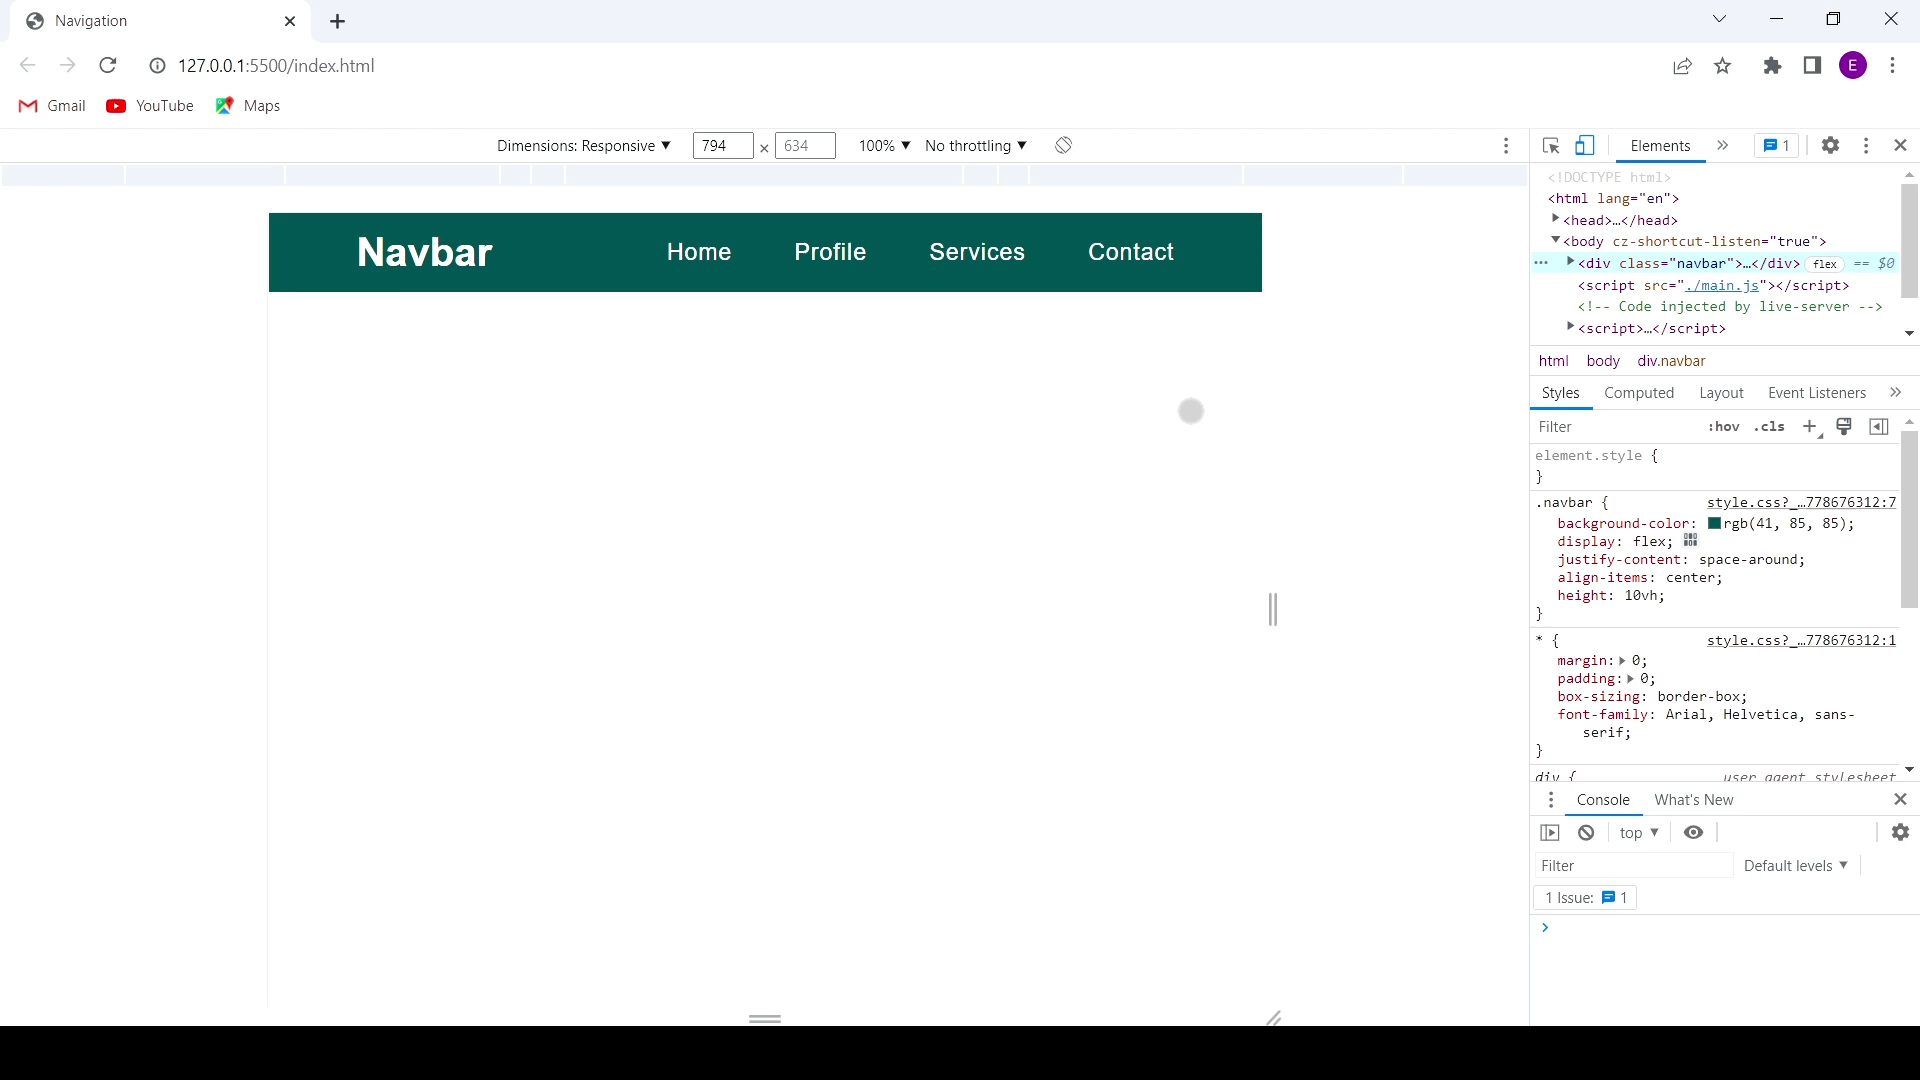 Navigation
127.0.0.1:5500/index.html
E
Gmail YouTube Maps
Dimensions: Responsive ▼ 794 × 634 100% ▼ No throttling ▼
Elements » 1
Navbar Home Profile Services Contact
<!DOCTYPE html>
<html lang="en">
<head>…</head>
<body cz-shortcut-listen="true">
<div class="navbar">…</div> flex == $0
<script src="./main.js"></script>
<!-- Code injected by live-server -->
<script>…</script>
html body div.navbar
Styles Computed Layout Event Listeners »
Filter :hov .cls +
element.style {
}
.navbar { style.css?_…778676312:7
background-color: rgb(41, 85, 85);
display: flex;
justify-content: space-around;
align-items: center;
height: 10vh;
}
* { style.css?_…778676312:1
margin: 0;
padding: 0;
box-sizing: border-box;
font-family: Arial, Helvetica, sans-
serif;
}
div { user agent stylesheet
Console What's New
top ▼
Filter Default levels ▼
1 Issue: 1